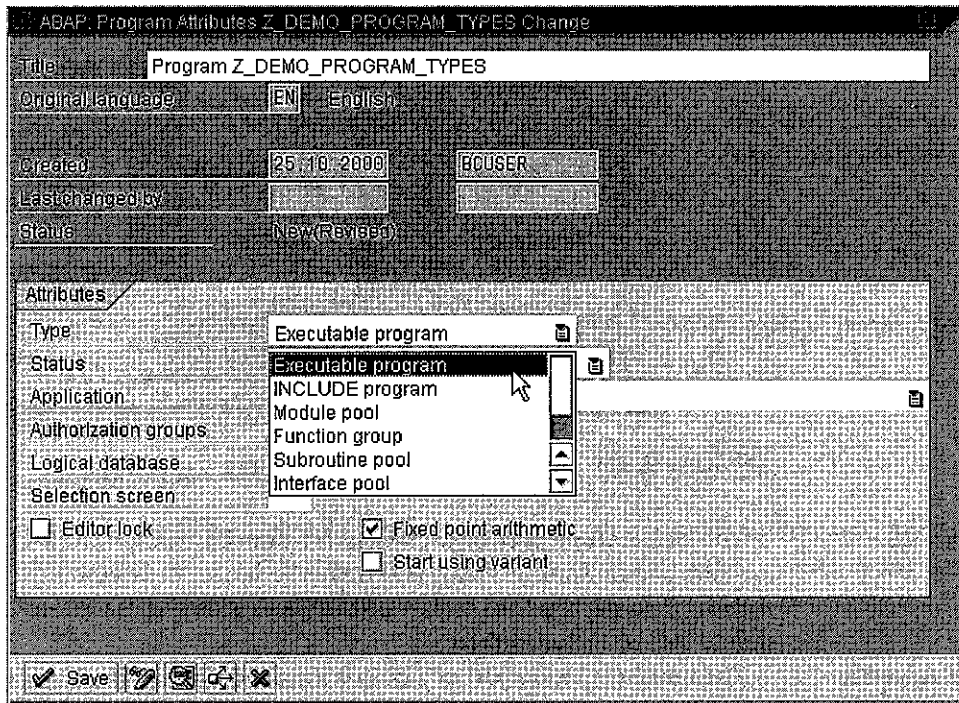 ABAP: Program Attributes Z_DEMO_PROGRAM_TYPES Change
Title Program Z_DEMO_PROGRAM_TYPES
Original language EN English
Created 25.10.2000 BCUSER
Last changed by
Status New(Revised)
Attributes
Type Executable program
Status Executable program
INCLUDE program
Application
Module pool
Authorization groups Function group
Logical database Subroutine pool
Selection screen Interface pool
Editor lock Fixed point arithmetic
Start using variant
Save